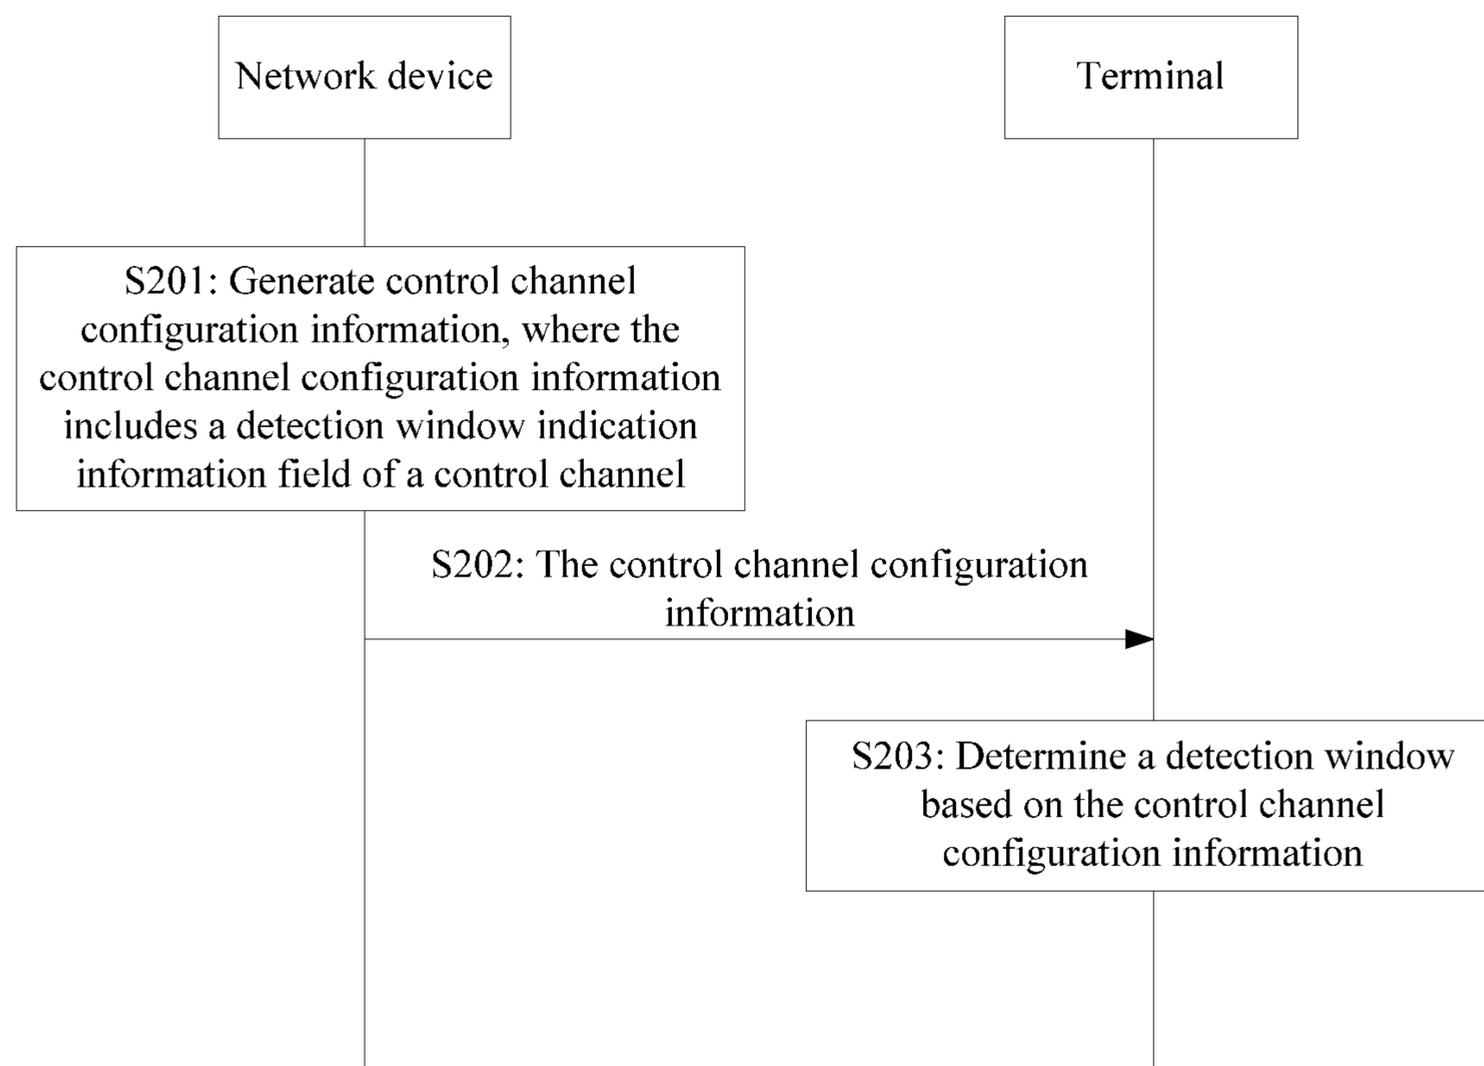 Network device
Terminal
S201: Generate control channel
configuration information, where the
control channel configuration information
includes a detection window indication
information field of a control channel
S202: The control channel configuration
information
S203: Determine a detection window
based on the control channel
configuration information